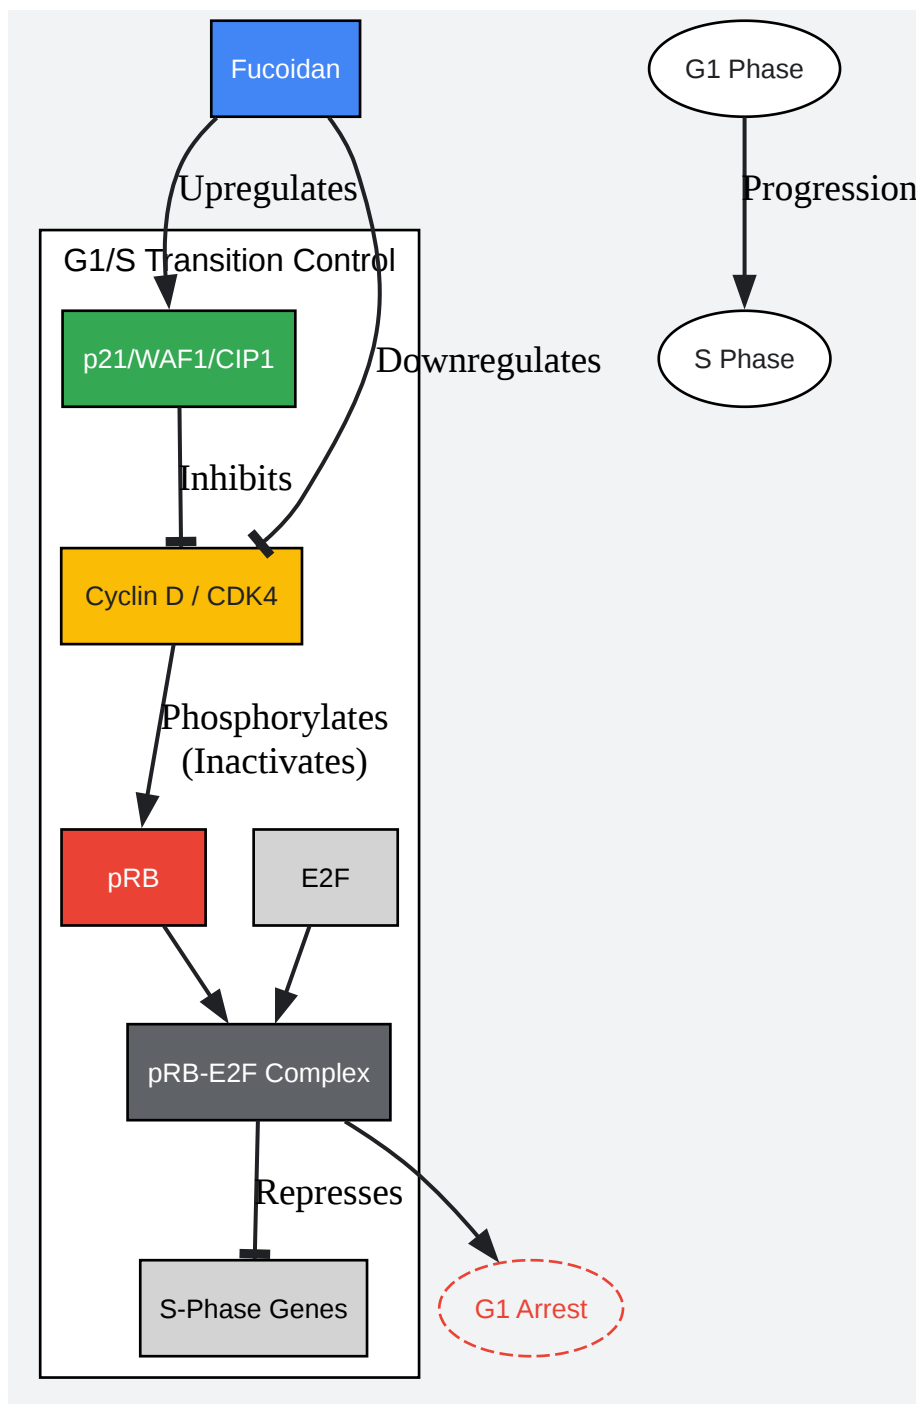 Fucoidan
G1 Phase
Upregulates
Progression
G1/S Transition Control
p21/WAF1/CIP1
Downregulates
S Phase
Inhibits
Cyclin D / CDK4
Phosphorylates
(Inactivates)
pRB
E2F
pRB-E2F Complex
Represses
S-Phase Genes
G1 Arrest